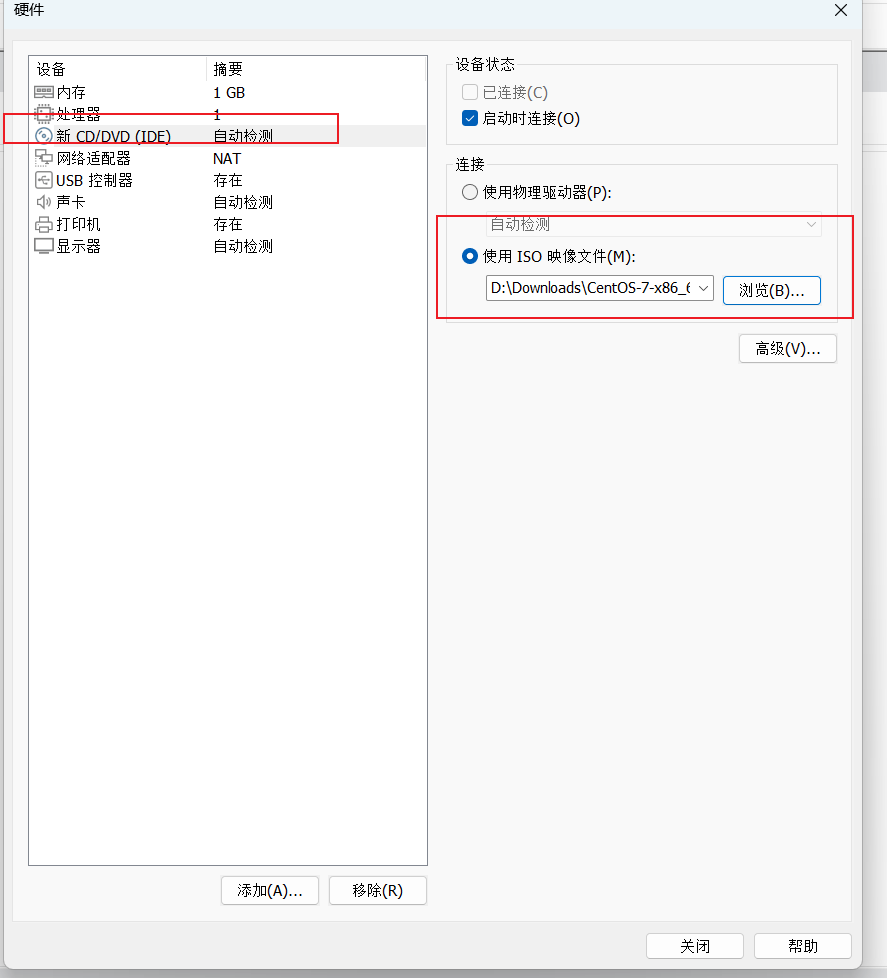 硬件
设备 摘要
内存 1 GB
处理器 1
新 CD/DVD (IDE) 自动检测
网络适配器 NAT
USB 控制器 存在
声卡 自动检测
打印机 存在
显示器 自动检测
添加(A)...
移除(R)
设备状态
已连接(C)
启动时连接(O)
连接
使用物理驱动器(P):
自动检测
使用 ISO 映像文件(M):
D:\Downloads\CentOS-7-x86_6
浏览(B)...
高级(V)...
关闭
帮助